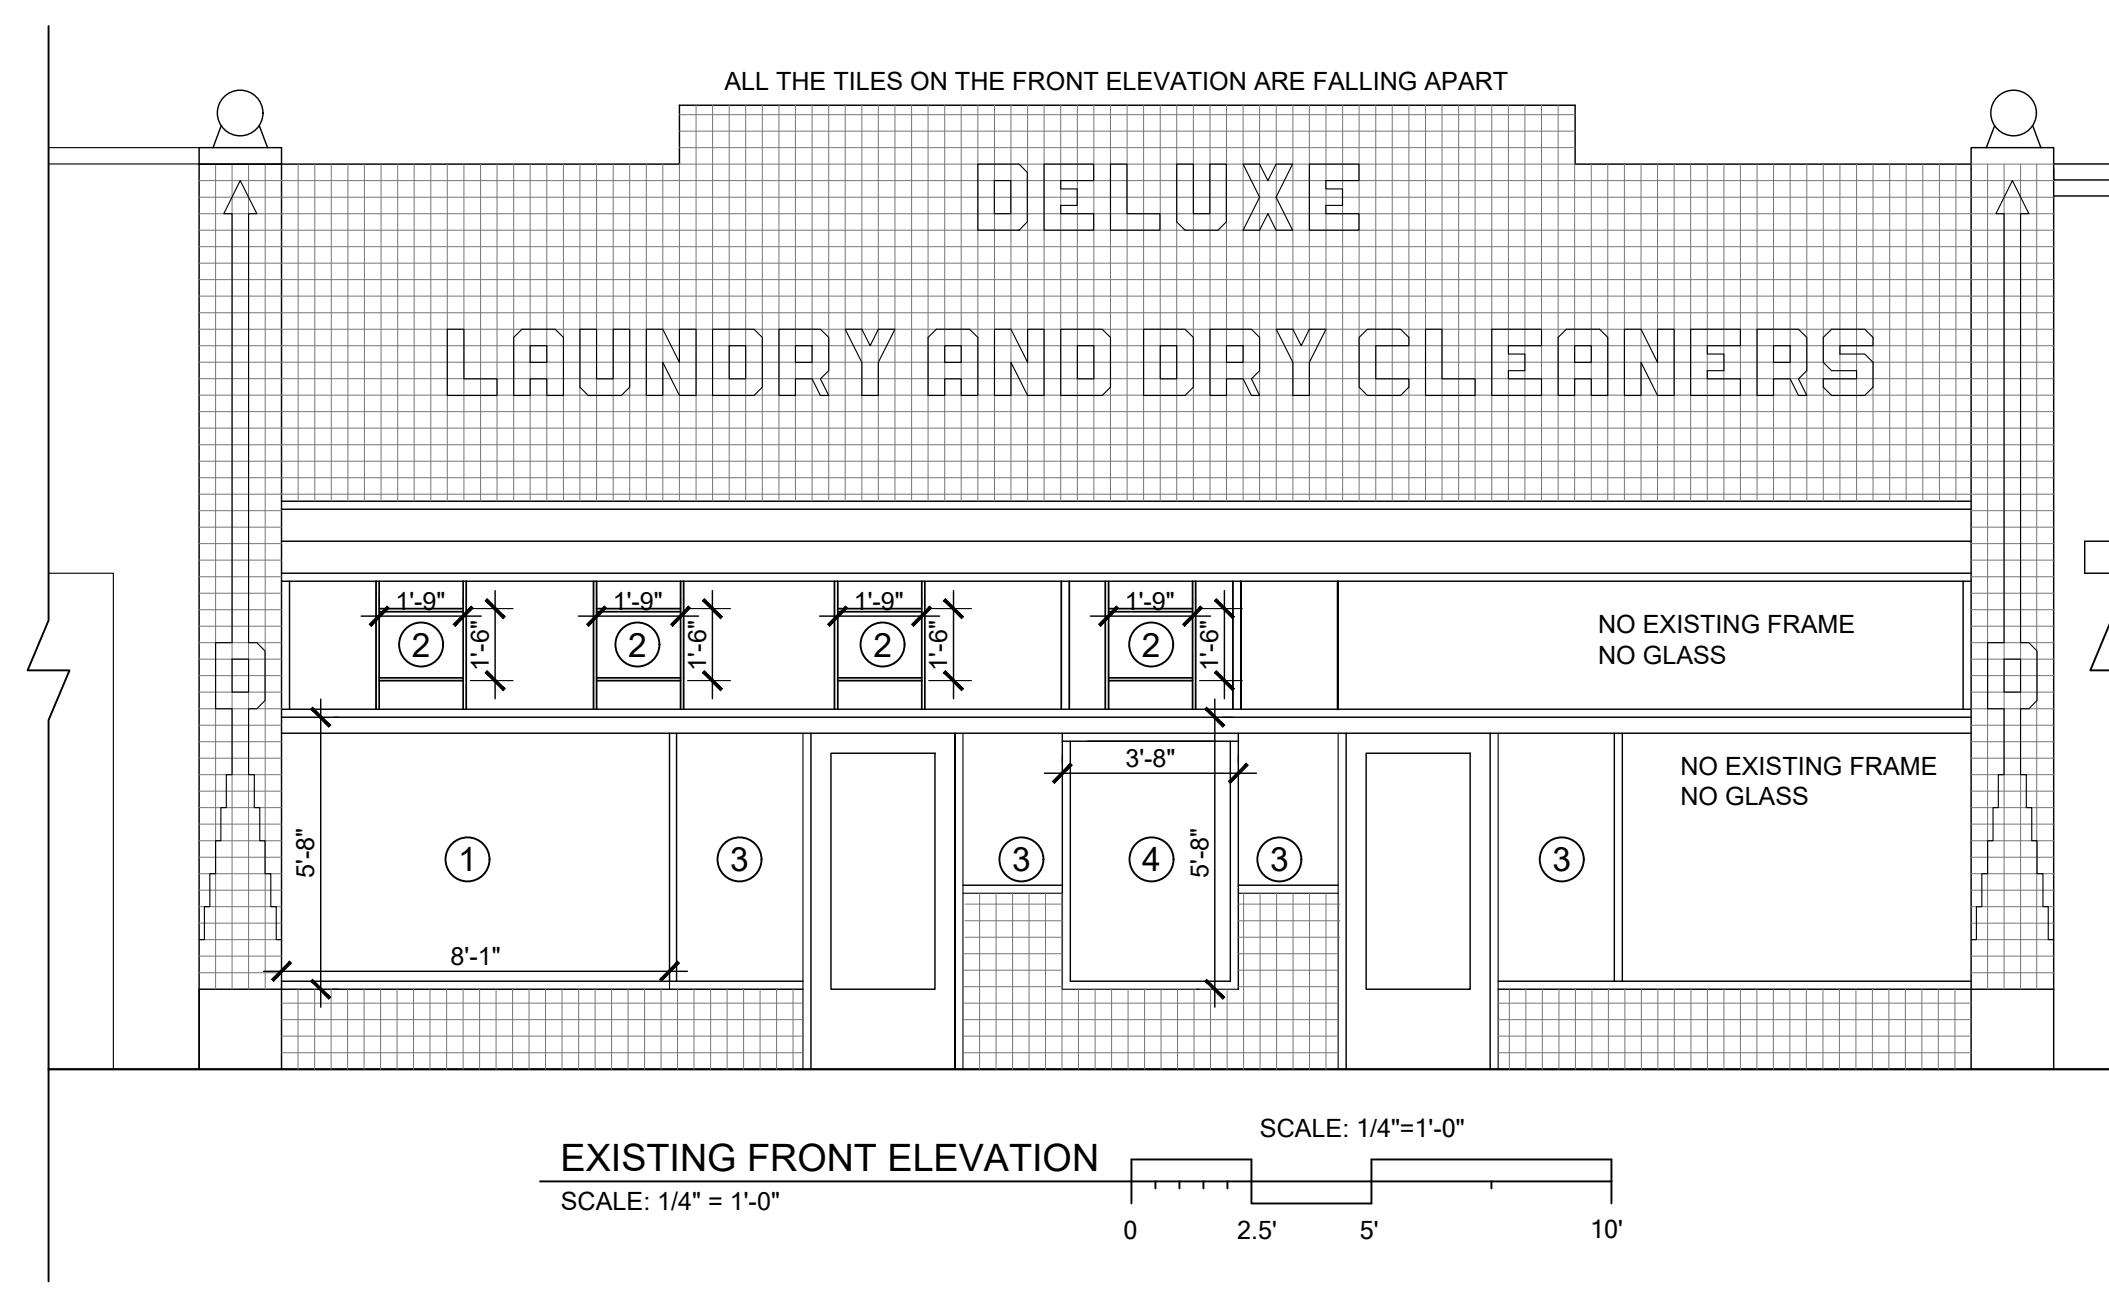 ALL THE TILES ON THE FRONT ELEVATION ARE FALLING APART
DELUXE
LAUNDRY AND DRY CLEANERS
1'-9" 1'-9" 1'-9" 1'-9"
2 1'-6" 2 1'-6" 2 1'-6" 2 1'-6"
NO EXISTING FRAME
NO GLASS
D D
3'-8"
NO EXISTING FRAME
NO GLASS
5'-8" 1 3 3 4 5'-8" 3 3
8'-1"
SCALE: 1/4"=1'-0"
EXISTING FRONT ELEVATION
SCALE: 1/4" = 1'-0"
0 2.5' 5' 10'